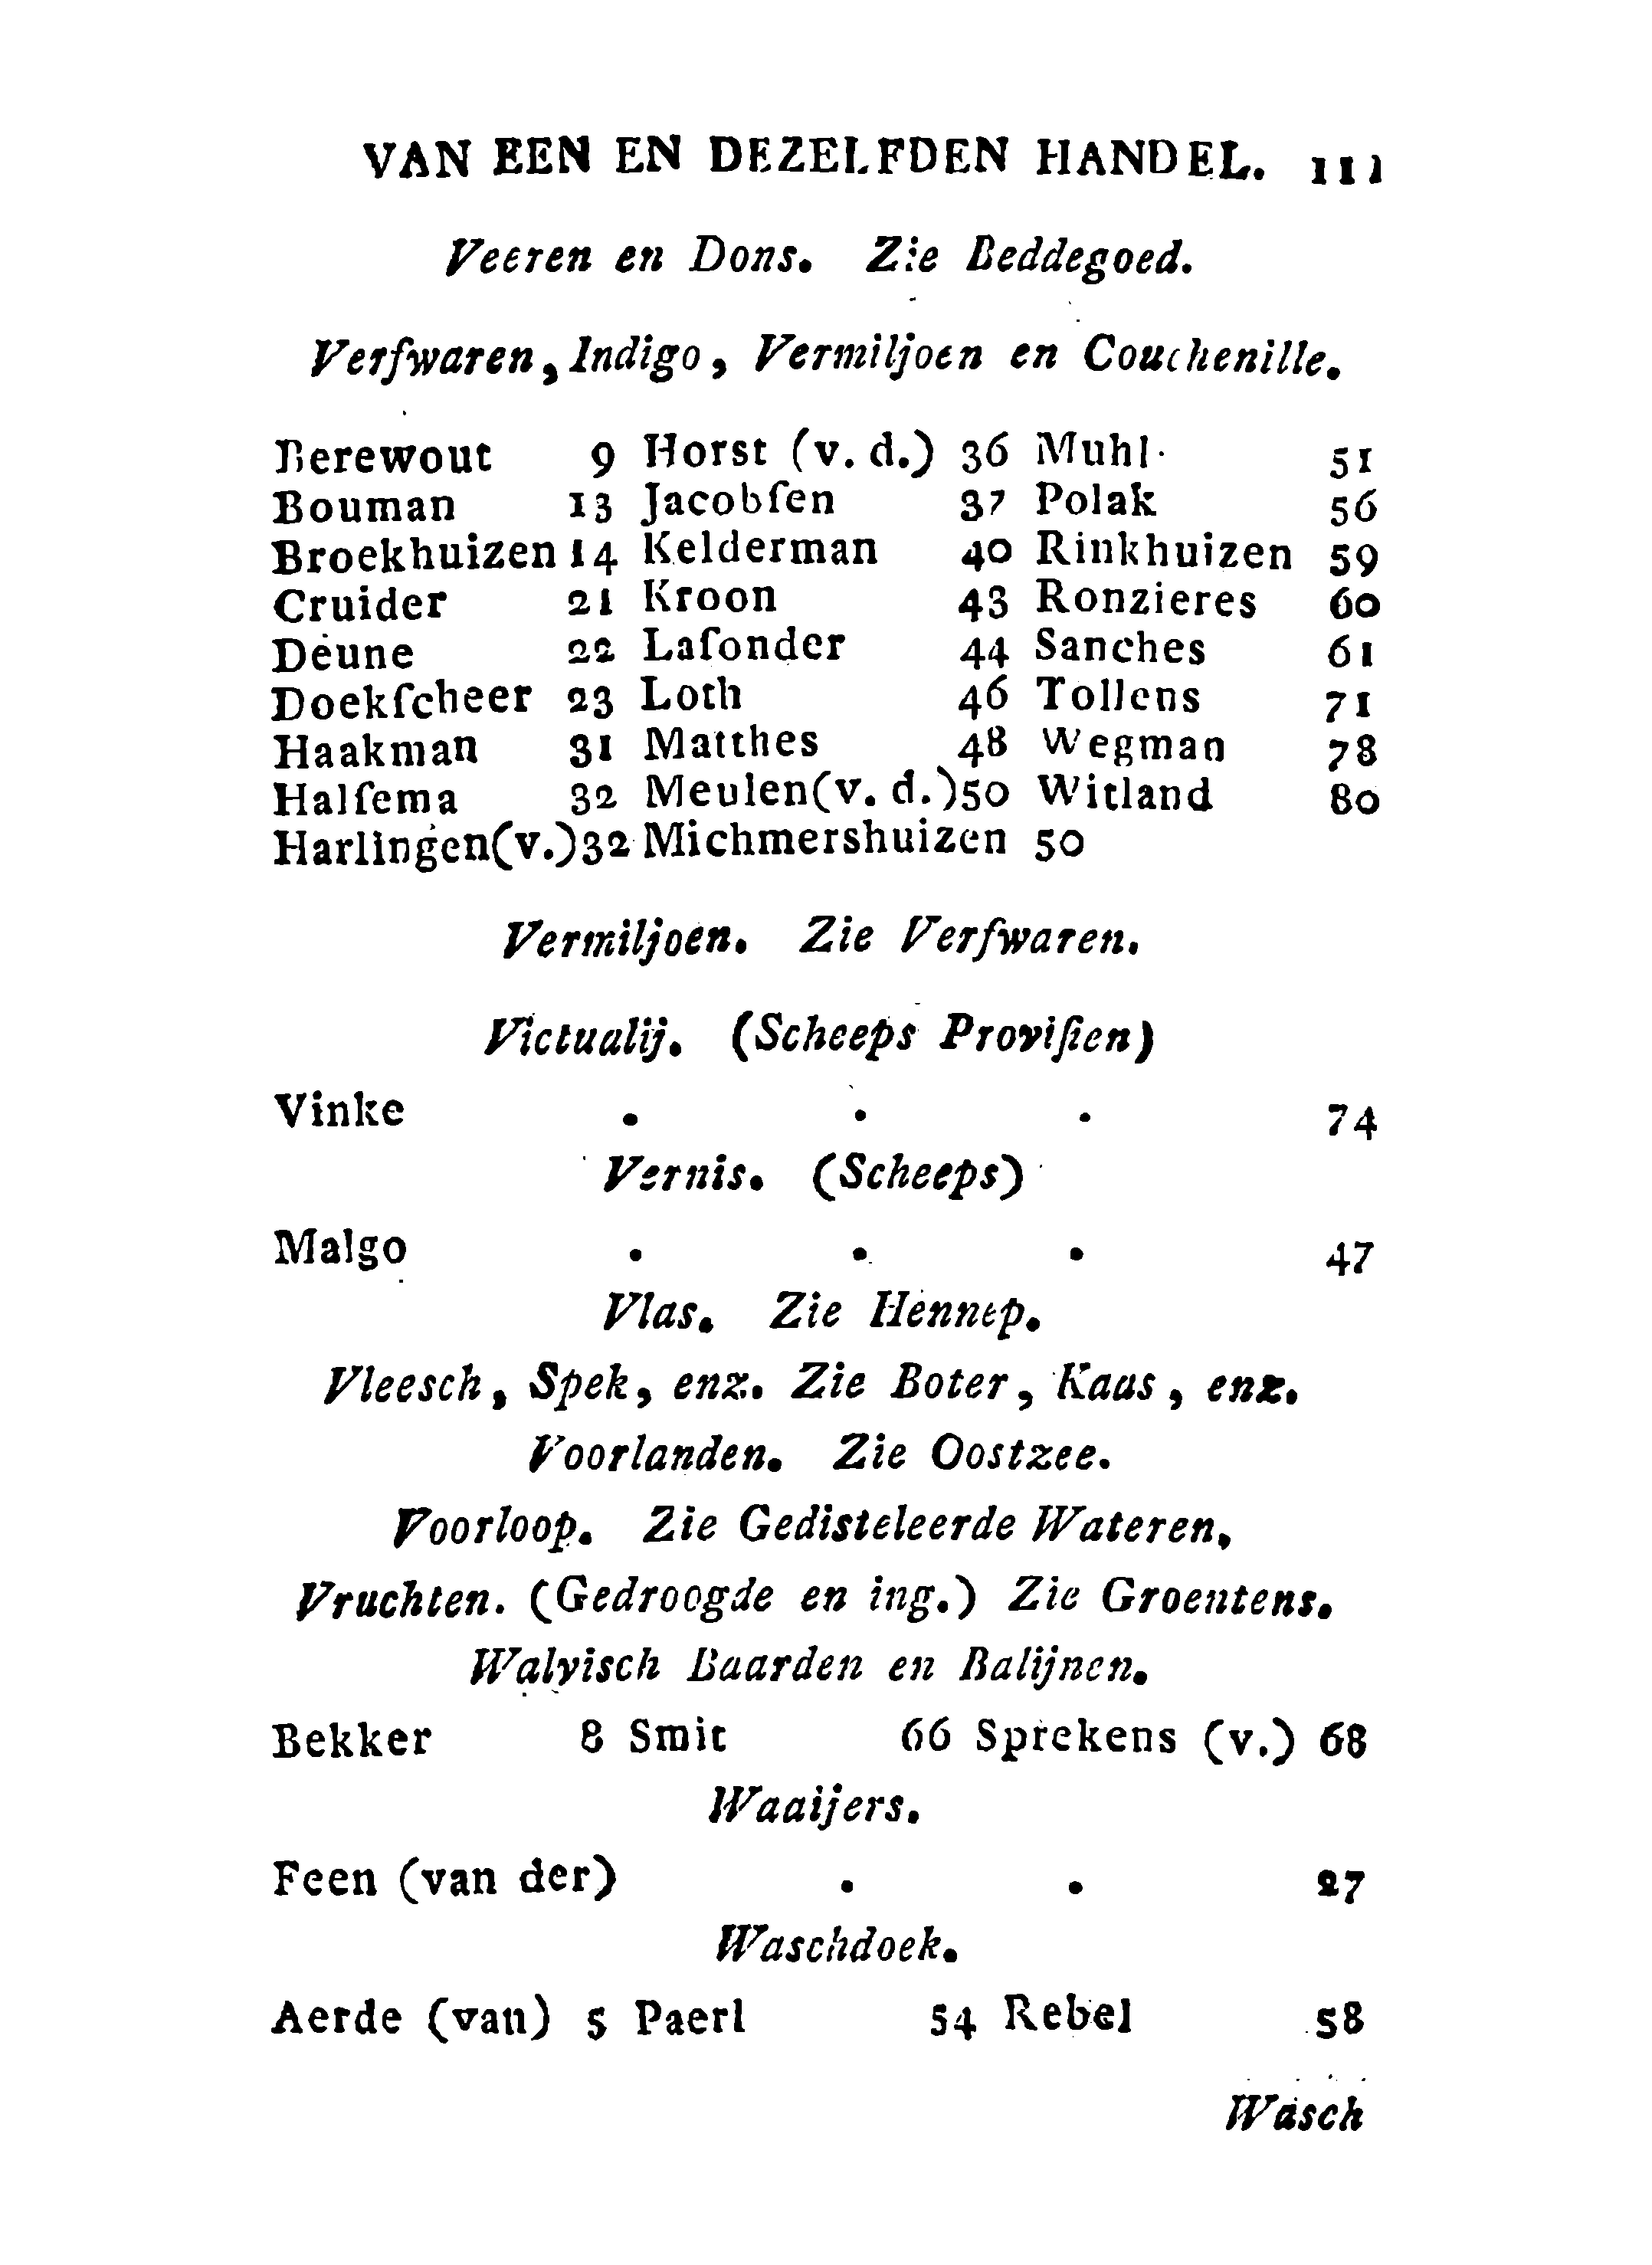 VAN EEN EN DEZELFDEN HANDEL. 111
Veeren en Dons. Zie Beddegoed.
Verfwaren, Indigo, Vermiljoen en Couchenille.
Berewout 9 Horst (v. d.) 36 Muhl 51
Bouman 13 Jacobſen 37 Polak 56
Broekhuizen 14 Kelderman 40 Rinkhuizen 59
Cruider 21 Kroon 43 Ronzieres 60
Deune 22 Laſonder 44 Sanches 61
Doekſcheer 23 Loth 46 Tollens 71
Haakman 31 Matthes 48 Wegman 78
Halſema 32 Meulen (v. d.) 50 Witland 80
Harlingen (v.) 32 Michmershuizen 50
Vermiljoen. Zie Verfwaren.
Victualij. (Scheeps Proviſien)
Vinke . . . 74
Vernis. (Scheeps)
Malgo . . . 47
Vlas. Zie Hennep.
Vleesch, Spek, enz. Zie Boter, Kaas, enz.
Voorlanden. Zie Oostzee.
Voorloop. Zie Gedisteleerde Wateren.
Vruchten. (Gedroogde en ing.) Zie Groentens.
Walvisch Baarden en Balijnen.
Bekker 8 Smit 66 Sprekens (v.) 68
Waaijers.
Feen (van der) . . 27
Waschdoek.
Aerde (van) 5 Paerl 54 Rebel 58
Wasch